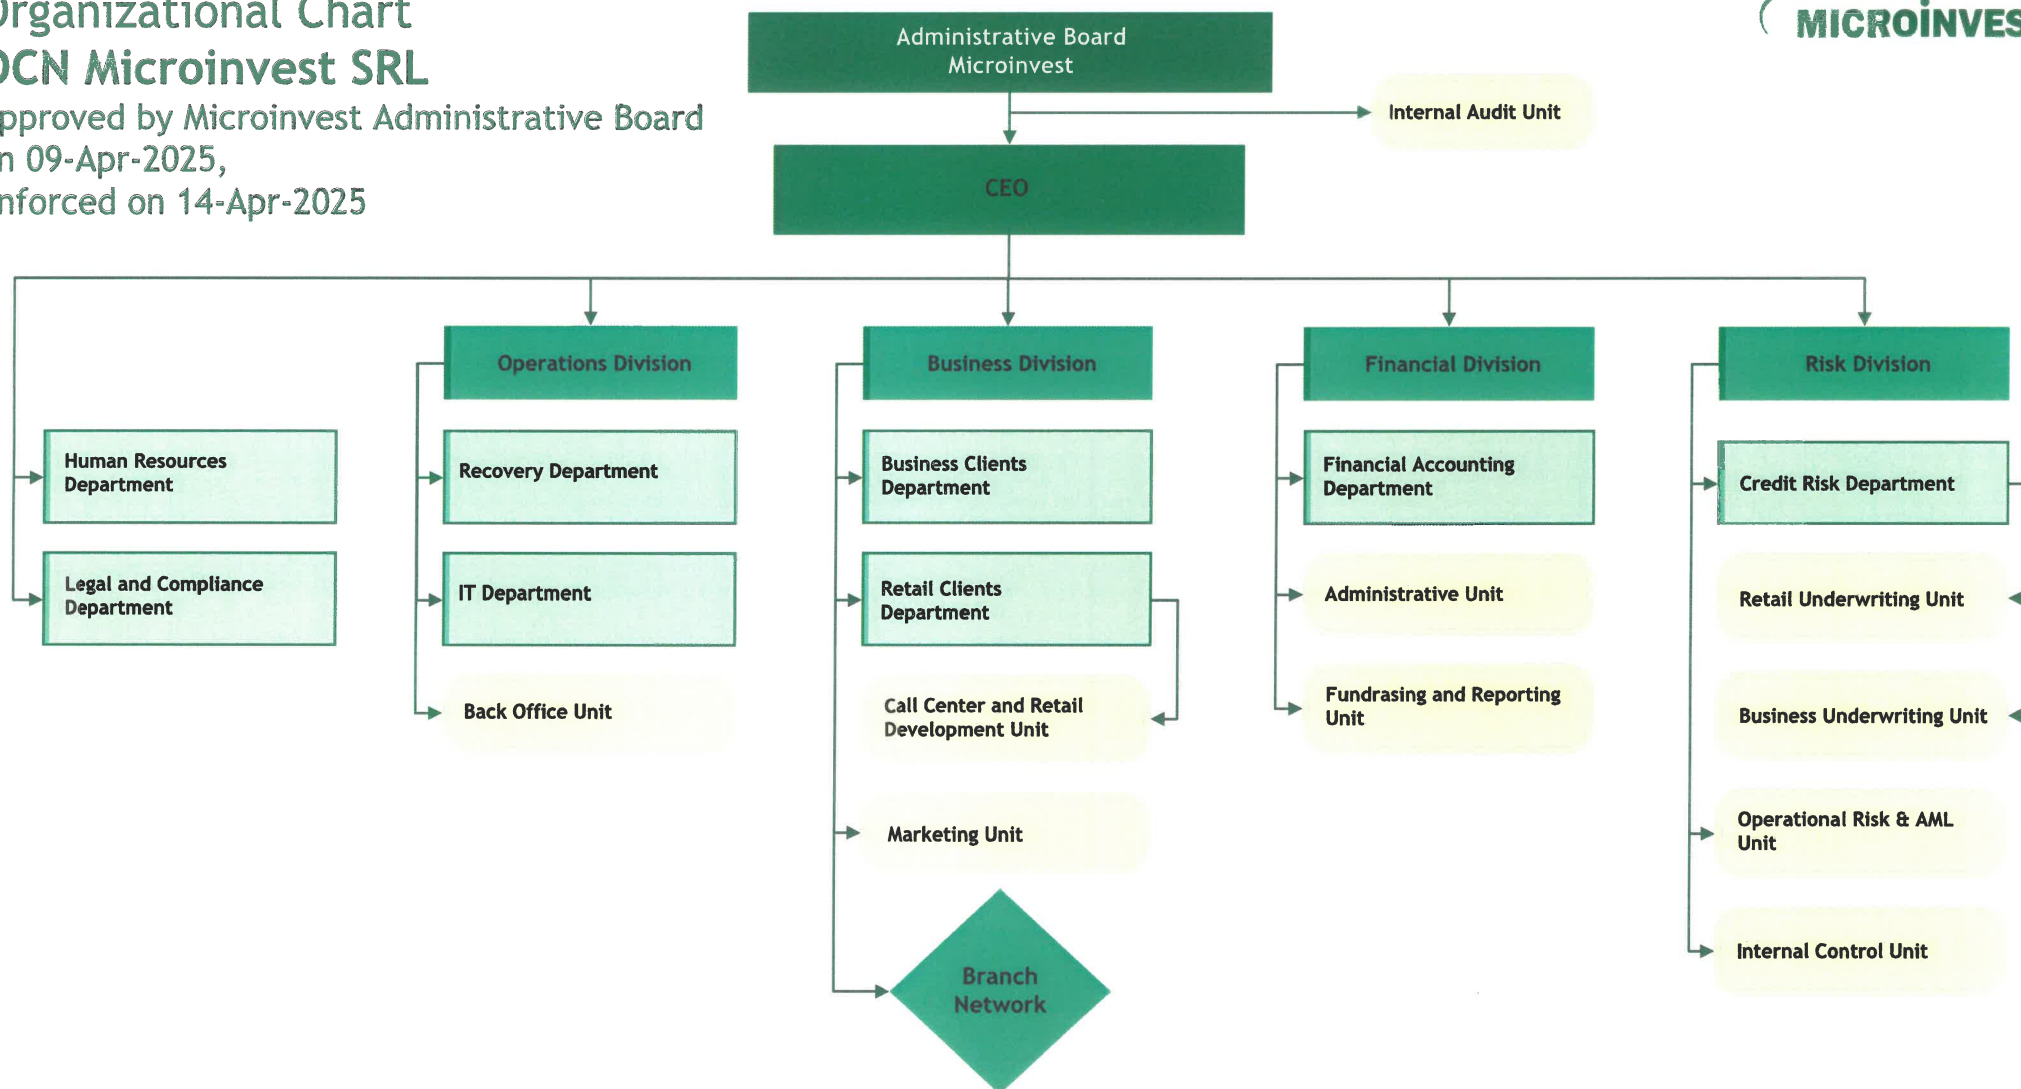 Organizational Chart
OCN Microinvest SRL
pproved by Microinvest Administrative Board
n 09-Apr-2025,
nforced on 14-Apr-2025
MICROINVES
Administrative Board
Microinvest
Internal Audit Unit
CEO
Operations Division
Business Division
Financial Division
Risk Division
Human Resources
Department
Legal and Compliance
Department
Recovery Department
IT Department
Back Office Unit
Business Clients
Department
Retail Clients
Department
Call Center and Retail
Development Unit
Marketing Unit
Branch
Network
Financial Accounting
Department
Administrative Unit
Fundrasing and Reporting
Unit
Credit Risk Department
Retail Underwriting Unit
Business Underwriting Unit
Operational Risk & AML
Unit
Internal Control Unit